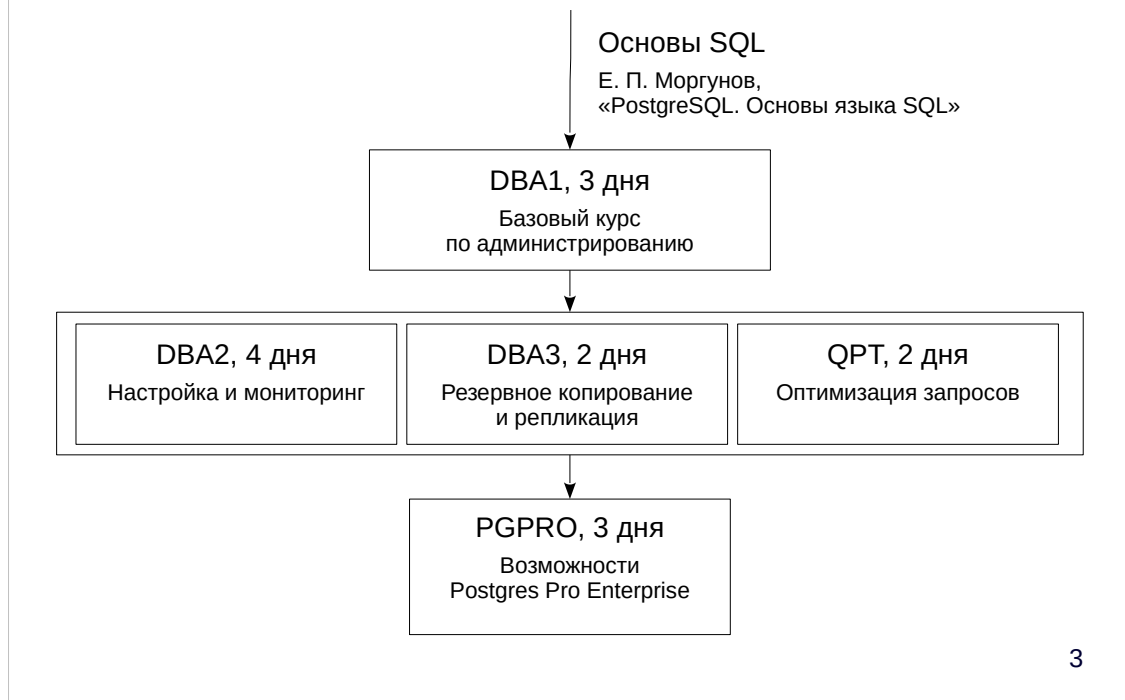 Основы SQL
Е. П. Моргунов,
«PostgreSQL. Основы языка SQL»
DBA1, 3 дня
Базовый курс
по администрированию
DBA2, 4 дня
Настройка и мониторинг
DBA3, 2 дня
Резервное копирование
и репликация
QPT, 2 дня
Оптимизация запросов
PGPRO, 3 дня
Возможности
Postgres Pro Enterprise
3